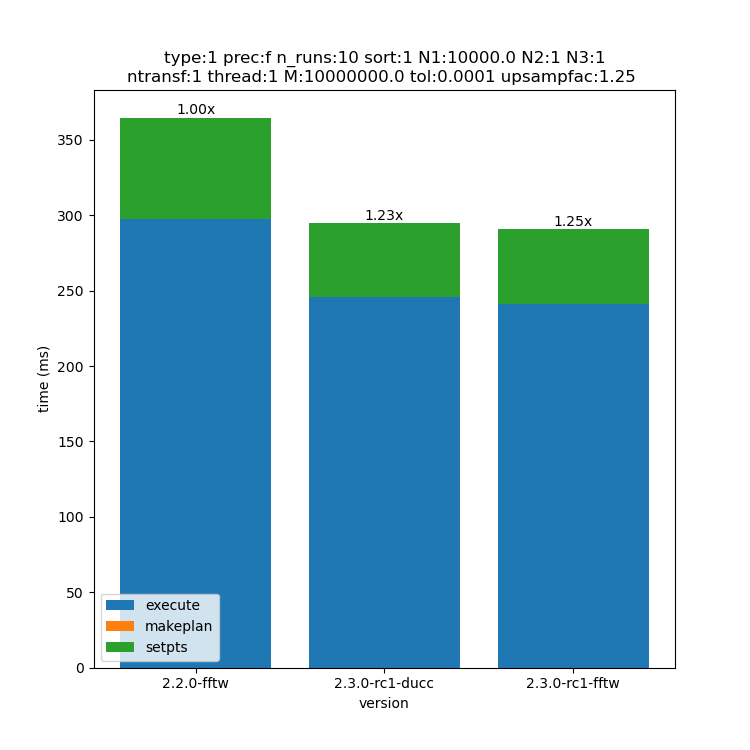 type:1 prec:f n_runs:10 sort:1 N1:10000.0 N2:1 N3:1
ntransf:1 thread:1 M:10000000.0 tol:0.0001 upsampfac:1.25
1.00x
1.23x
1.25x
350
300
250
200
150
100
50
0
time (ms)
execute
makeplan
setpts
2.2.0-fftw
2.3.0-rc1-ducc
2.3.0-rc1-fftw
version